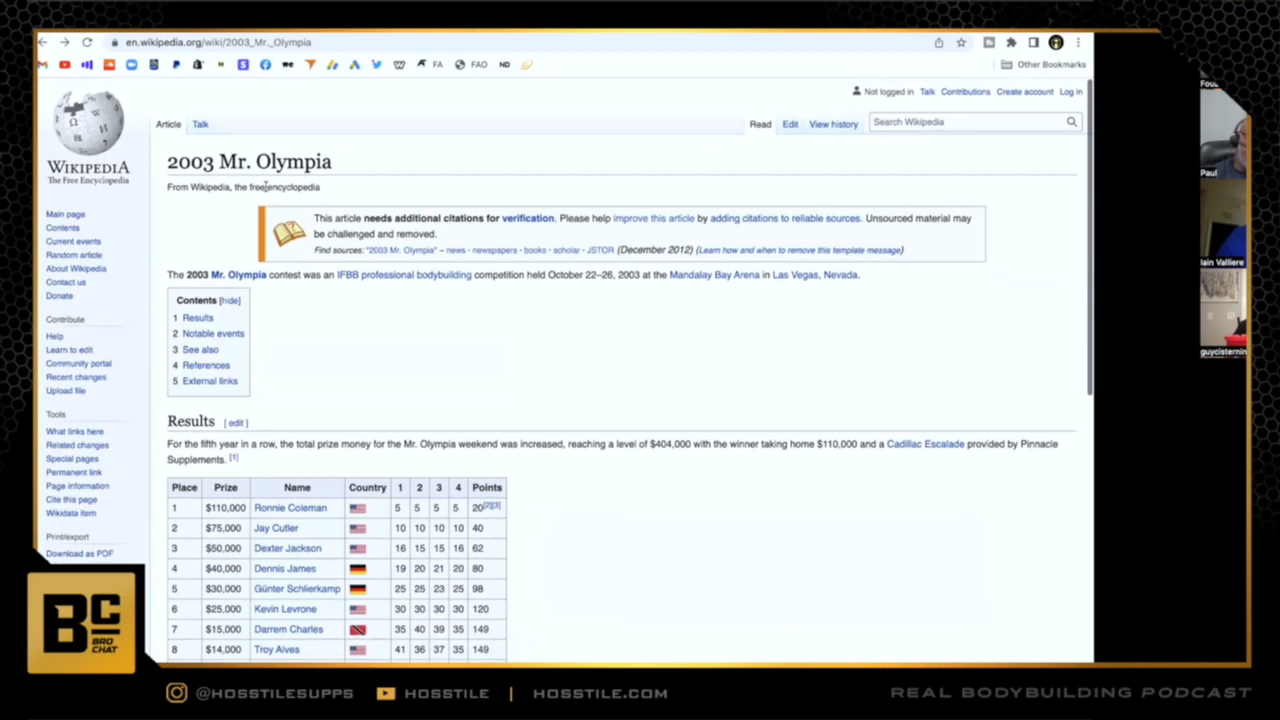 en.wikipedia.org/wiki/2003_Mr._Olympia
FA
FAO
ND
Other Bookmarks
Not logged in Talk Contributions Create account Log in
Article Talk
Read Edit View history Search Wikipedia
WIKIPEDIA
The Free Encyclopedia
2003 Mr. Olympia
From Wikipedia, the free encyclopedia
This article needs additional citations for verification. Please help improve this article by adding citations to reliable sources. Unsourced material may
be challenged and removed.
Find sources: "2003 Mr. Olympia" – news · newspapers · books · scholar · JSTOR (December 2012) (Learn how and when to remove this template message)
The 2003 Mr. Olympia contest was an IFBB professional bodybuilding competition held October 22–26, 2003 at the Mandalay Bay Arena in Las Vegas, Nevada.
Contents [hide]
1 Results
2 Notable events
3 See also
4 References
5 External links
Main page
Contents
Current events
Random article
About Wikipedia
Contact us
Donate
Contribute
Help
Learn to edit
Community portal
Recent changes
Upload file
Tools
What links here
Related changes
Special pages
Permanent link
Page information
Cite this page
Wikidata item
Print/export
Download as PDF
Results [ edit ]
For the fifth year in a row, the total prize money for the Mr. Olympia weekend was increased, reaching a level of $404,000 with the winner taking home $110,000 and a Cadillac Escalade provided by Pinnacle
Supplements. [1]
Place Prize Name Country 1 2 3 4 Points
1 $110,000 Ronnie Coleman 5 5 5 5 20[2][3]
2 $75,000 Jay Cutler 10 10 10 10 40
3 $50,000 Dexter Jackson 16 15 15 16 62
4 $40,000 Dennis James 19 20 21 20 80
5 $30,000 Günter Schlierkamp 25 25 23 25 98
6 $25,000 Kevin Levrone 30 30 30 30 120
7 $15,000 Darrem Charles 35 40 39 35 149
8 $14,000 Troy Alves 41 36 37 35 149
Paul
Iain Valliere
guycisternin
BC
BRO
CHAT
@HOSSTILESUPPS HOSSTILE | HOSSTILE.COM
REAL BODYBUILDING PODCAST